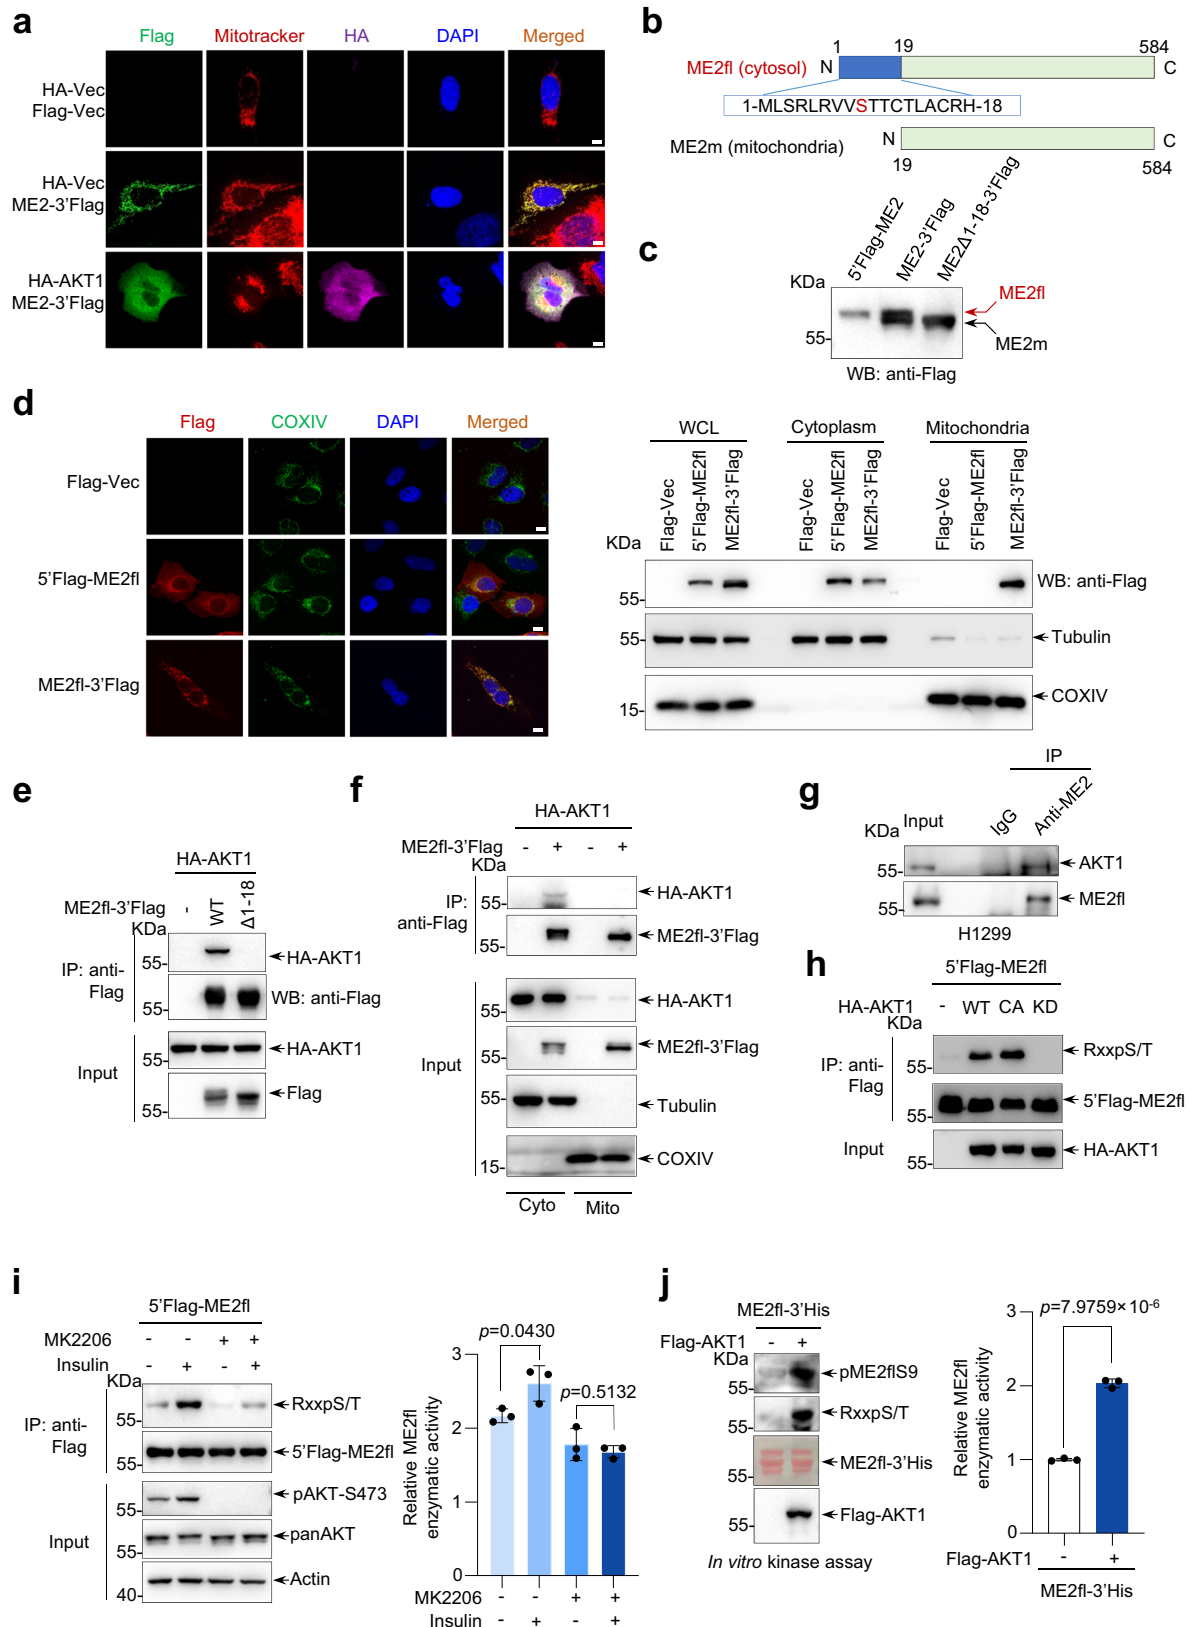 a
Flag Mitotracker HA DAPI Merged
HA-Vec
Flag-Vec
HA-Vec
ME2-3'Flag
HA-AKT1
ME2-3'Flag
b
1 19 584
ME2fl (cytosol) N C
1-MLSRLRVVSTTCTLACRH-18
ME2m (mitochondria) N C
19 584
c
5'Flag-ME2 ME2-3'Flag ME2Δ1-18-3'Flag
KDa
ME2fl
55-
ME2m
WB: anti-Flag
d
Flag COXIV DAPI Merged
Flag-Vec
5'Flag-ME2fl
ME2fl-3'Flag
WCL Cytoplasm Mitochondria
Flag-Vec 5'Flag-ME2fl ME2fl-3'Flag Flag-Vec 5'Flag-ME2fl ME2fl-3'Flag Flag-Vec 5'Flag-ME2fl ME2fl-3'Flag
KDa
WB: anti-Flag
55-
55- Tubulin
COXIV
15-
e
HA-AKT1
ME2fl-3'Flag - WT Δ1-18
KDa
IP: anti-Flag
55- HA-AKT1
55- WB: anti-Flag
Input
55- HA-AKT1
55- Flag
f
HA-AKT1
ME2fl-3'Flag - + - +
KDa
IP: anti-Flag
55- HA-AKT1
55- ME2fl-3'Flag
Input
55- HA-AKT1
55- ME2fl-3'Flag
55- Tubulin
15- COXIV
Cyto Mito
g
IP
KDa Input IgG Anti-ME2
55- AKT1
55- ME2fl
H1299
h
5'Flag-ME2fl
HA-AKT1 - WT CA KD
KDa
IP: anti-Flag
55- RxxpS/T
55- 5'Flag-ME2fl
Input
55- HA-AKT1
i
5'Flag-ME2fl
MK2206 - - + +
Insulin - + - +
KDa
IP: anti-Flag
55- RxxpS/T
55- 5'Flag-ME2fl
Input
55- pAKT-S473
55- panAKT
40- Actin
Relative ME2fl
enzymatic activity
3
2
1
0
p=0.0430
p=0.5132
MK2206 - - + +
Insulin - + - +
j
ME2fl-3'His
Flag-AKT1 - +
KDa
55- pME2flS9
55- RxxpS/T
55- ME2fl-3'His
55- Flag-AKT1
In vitro kinase assay
Relative ME2fl
enzymatic activity
3
2
1
0
p=7.9759×10⁻⁶
Flag-AKT1 - +
ME2fl-3'His